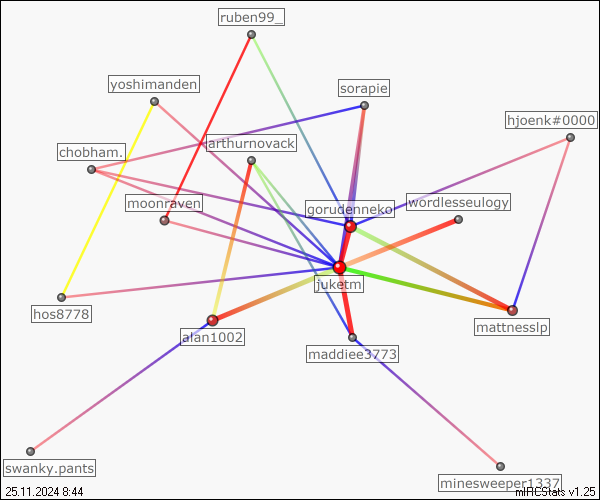 ruben99_
yoshimanden
sorapie
hjoenk#0000
arthurnovack
chobham.
moonraven
gorudenneko
wordlesseulogy
juketm
hos8778
alan1002
mattnesslp
maddiee3773
swanky.pants
minesweeper1337
25.11.2024 8:44
mIRCStats v1.25